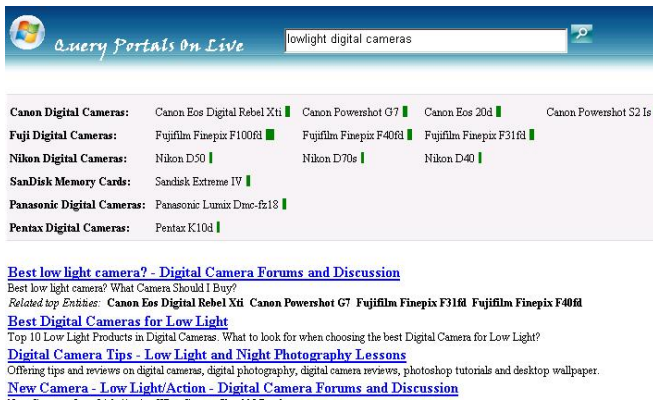 Query Portals On Live
lowlight digital cameras
Canon Digital Cameras: Canon Eos Digital Rebel Xti Canon Powershot G7 Canon Eos 20d Canon Powershot S2 Is
Fuji Digital Cameras: Fujifilm Finepix F100fd Fujifilm Finepix F40fd Fujifilm Finepix F31fd
Nikon Digital Cameras: Nikon D50 Nikon D70s Nikon D40
SanDisk Memory Cards: Sandisk Extreme IV
Panasonic Digital Cameras: Panasonic Lumix Dmc-fz18
Pentax Digital Cameras: Pentax K10d
Best low light camera? - Digital Camera Forums and Discussion
Best low light camera? What Camera Should I Buy?
Related top Entities: Canon Eos Digital Rebel Xti Canon Powershot G7 Fujifilm Finepix F31fd Fujifilm Finepix F40fd
Best Digital Cameras for Low Light
Top 10 Low Light Products in Digital Cameras. What to look for when choosing the best Digital Camera for Low Light?
Digital Camera Tips - Low Light and Night Photography Lessons
Offering tips and reviews on digital cameras, digital photography, digital camera reviews, photoshop tutorials and desktop wallpaper.
New Camera - Low Light/Action - Digital Camera Forums and Discussion